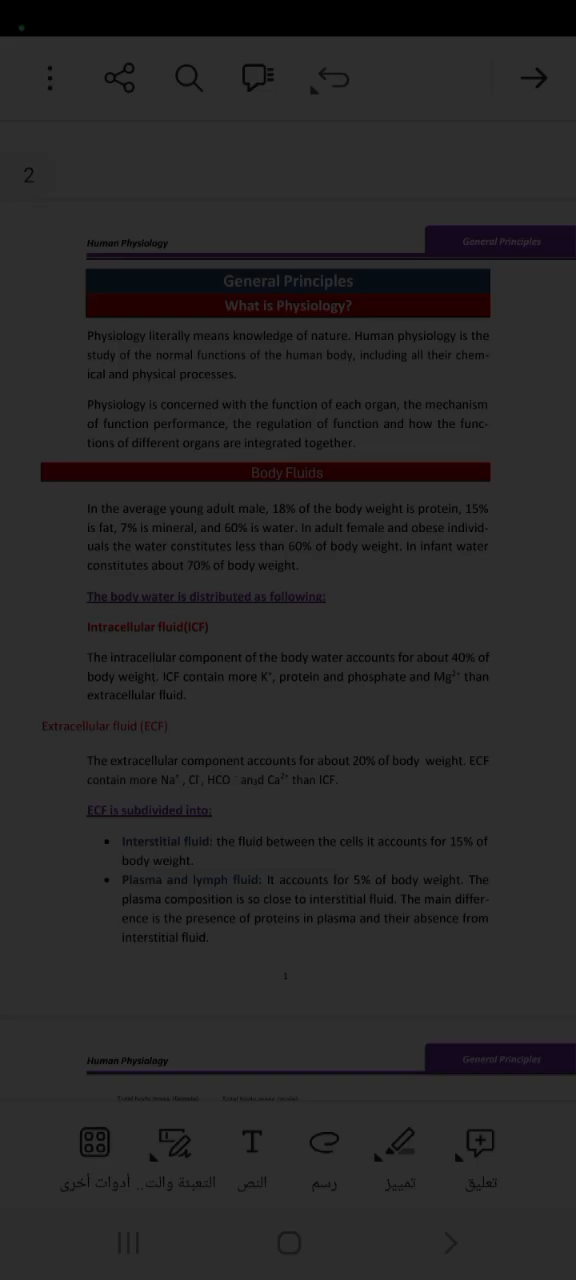 2
Human Physiology
General Principles
General Principles
What is Physiology?
Physiology literally means knowledge of nature. Human physiology is the
study of the normal functions of the human body, including all their chem-
ical and physical processes.
Physiology is concerned with the function of each organ, the mechanism
of function performance, the regulation of function and how the func-
tions of different organs are integrated together.
Body Fluids
In the average young adult male, 18% of the body weight is protein, 15%
is fat, 7% is mineral, and 60% is water. In adult female and obese individ-
uals the water constitutes less than 60% of body weight. In infant water
constitutes about 70% of body weight.
The body water is distributed as following:
Intracellular fluid(ICF)
The intracellular component of the body water accounts for about 40% of
body weight. ICF contain more K⁺, protein and phosphate and Mg²⁺ than
extracellular fluid.
Extracellular fluid (ECF)
The extracellular component accounts for about 20% of body weight. ECF
contain more Na⁺ , Cl⁻, HCO ⁻ an₃d Ca²⁺ than ICF.
ECF is subdivided into:
• Interstitial fluid: the fluid between the cells it accounts for 15% of
body weight.
• Plasma and lymph fluid: It accounts for 5% of body weight. The
plasma composition is so close to interstitial fluid. The main differ-
ence is the presence of proteins in plasma and their absence from
interstitial fluid.
1
Human Physiology
General Principles
تعليق
تمييز
رسم
النص
التعبئة والت..
أدوات أخرى